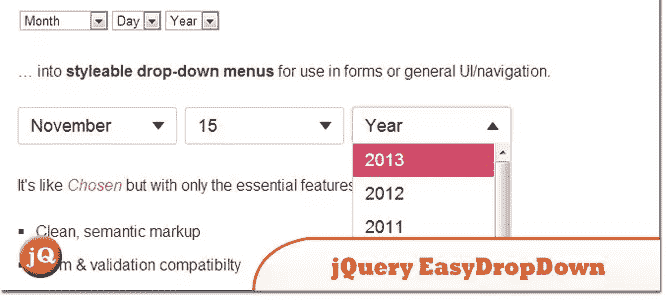 Month Day Year
… into styleable drop-down menus for use in forms or general UI/navigation.
November 15 Year
2013
2012
2011
It's like Chosen but with only the essential features
Clean, semantic markup
& validation compatibilty
jQ
jQuery EasyDropDown